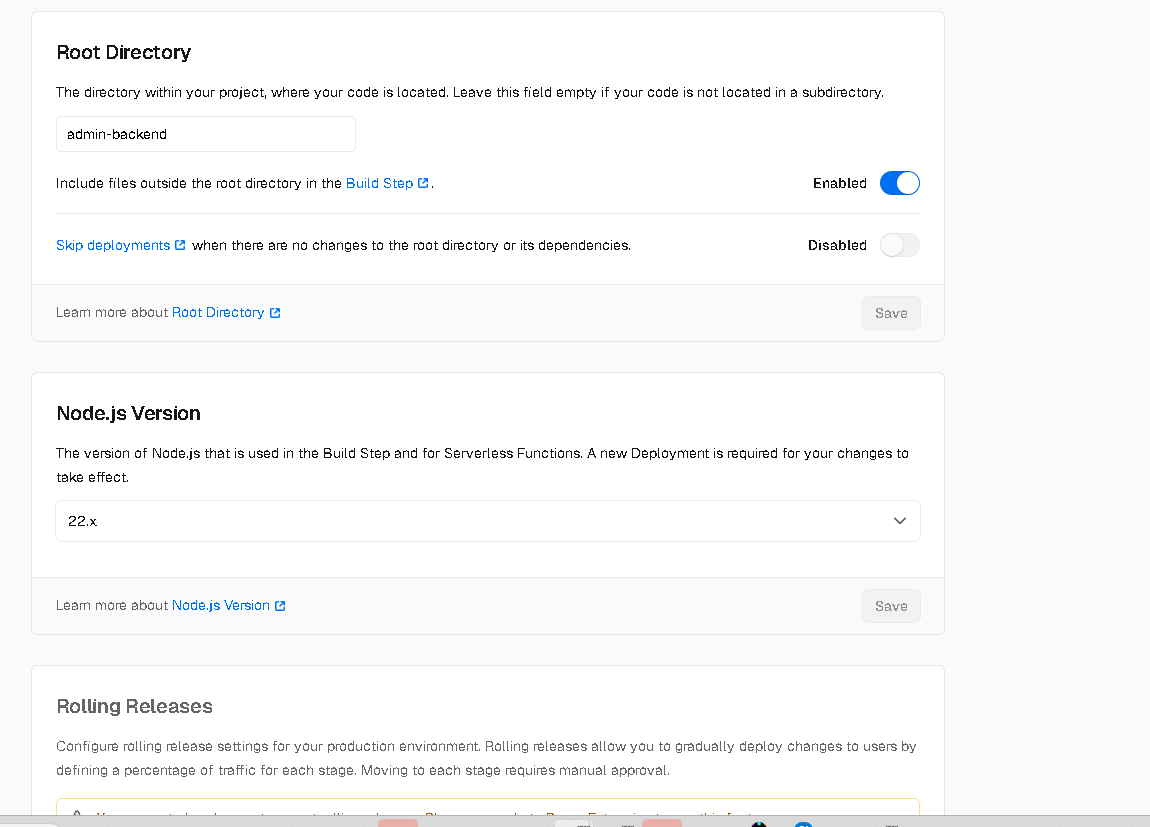 Root Directory
The directory within your project, where your code is located. Leave this field empty if your code is not located in a subdirectory.
admin-backend
Include files outside the root directory in the Build Step .
Enabled
Skip deployments when there are no changes to the root directory or its dependencies.
Disabled
Learn more about Root Directory
Save
Node.js Version
The version of Node.js that is used in the Build Step and for Serverless Functions. A new Deployment is required for your changes to
take effect.
22.x
Learn more about Node.js Version
Save
Rolling Releases
Configure rolling release settings for your production environment. Rolling releases allow you to gradually deploy changes to users by
defining a percentage of traffic for each stage. Moving to each stage requires manual approval.